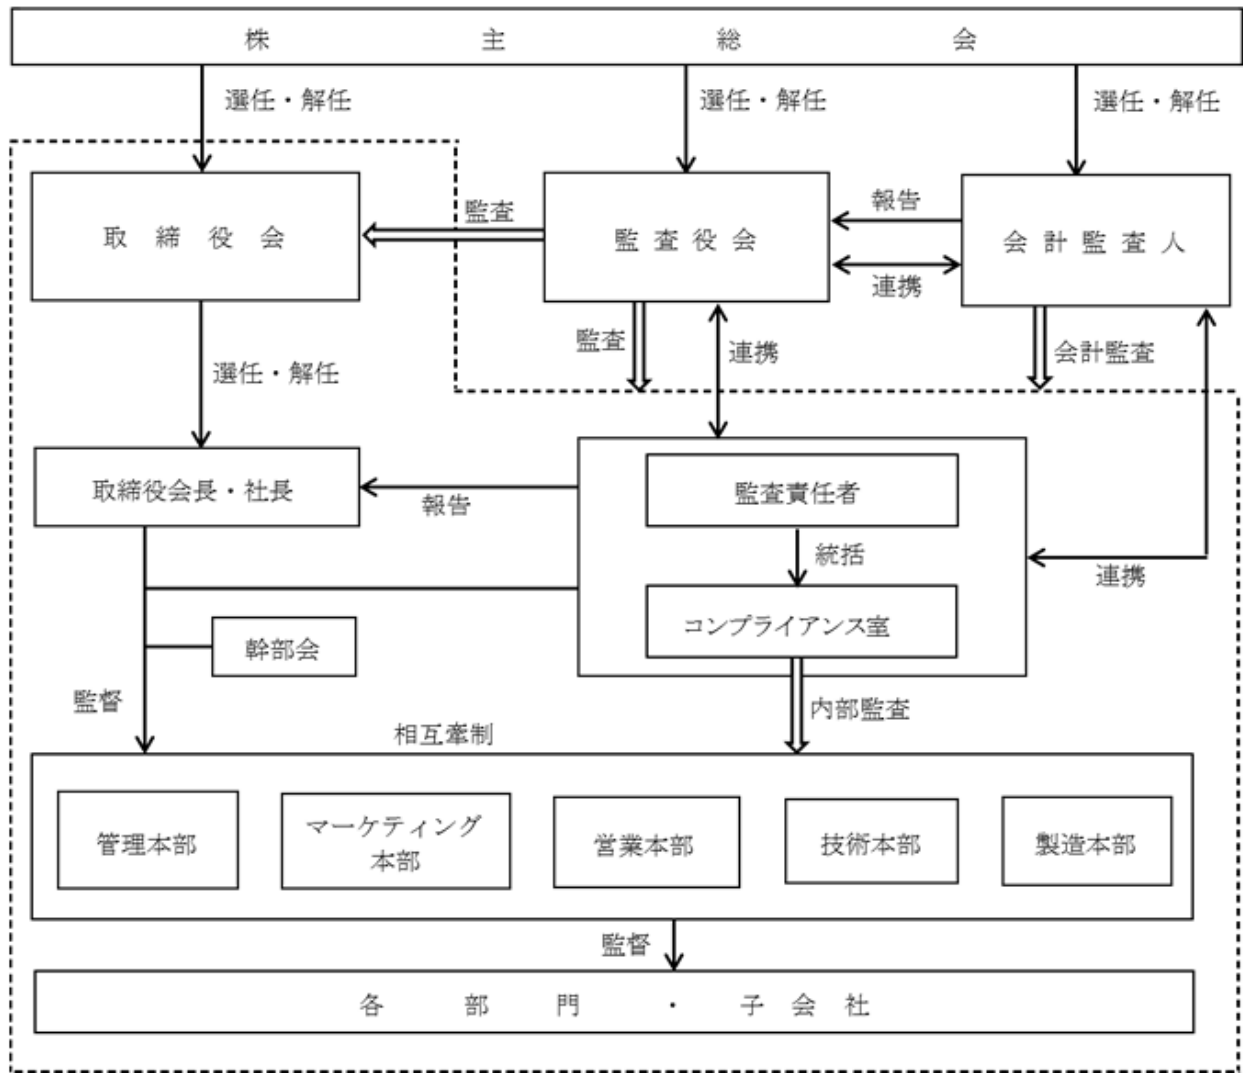 株主総会
選任・解任
選任・解任
選任・解任
取締役会
監査
監査役会
報告
連携
会計監査人
監査
連携
会計監査
選任・解任
取締役会長・社長
報告
監査責任者
統括
コンプライアンス室
連携
幹部会
監督
内部監査
相互牽制
管理本部
マーケティング
本部
営業本部
技術本部
製造本部
監督
各部門・子会社